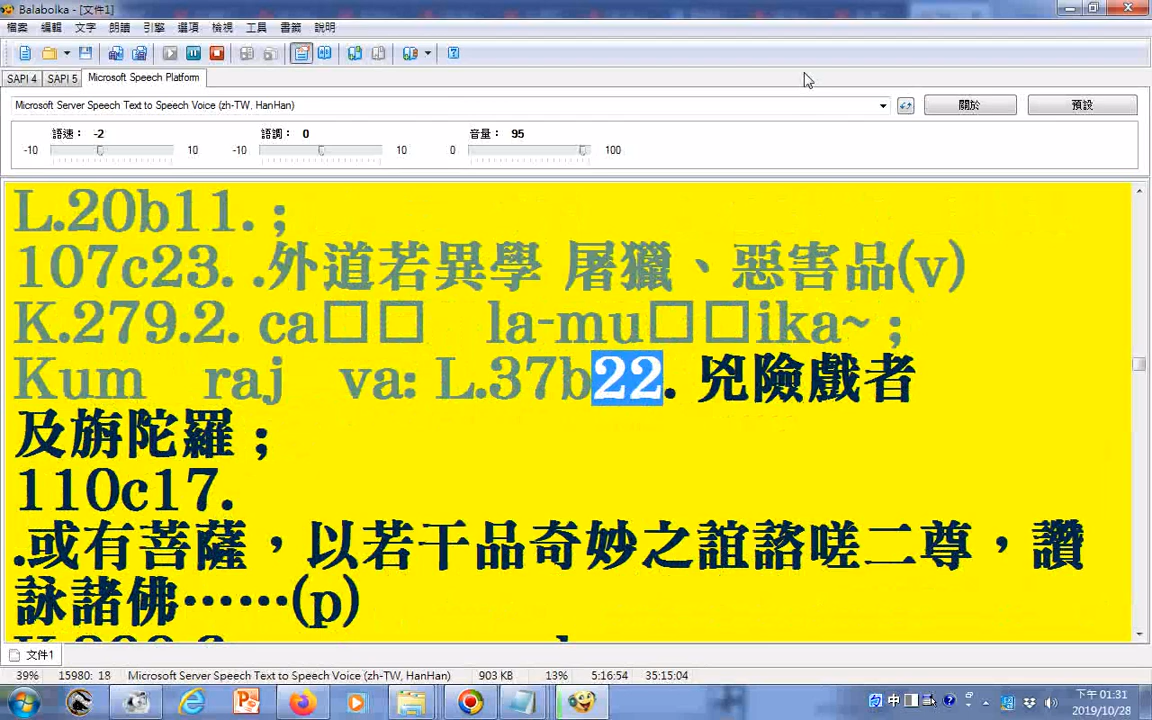 Balabolka - [文件1]
檔案 編輯 文字 朗讀 引擎 選項 檢視 工具 書籤 說明
SAPI 4 SAPI 5 Microsoft Speech Platform
Microsoft Server Speech Text to Speech Voice (zh-TW, HanHan) 關於 預設
語速： -2 語調： 0 音量： 95
-10 10 -10 10 0 100
L.20b11. ;
107c23. .外道若異學 屠獵、惡害品(v)
K.279.2. ca□□ la-mu□□ika~ ;
Kum raj va: L.37b22. 兇險戲者
及旃陀羅；
110c17.
.或有菩薩，以若干品奇妙之誼諮嗟二尊，讚
詠諸佛……(p)
文件1
39% 15980: 18 Microsoft Server Speech Text to Speech Voice (zh-TW, HanHan) 903 KB 13% 5:16:54 35:15:04
中
下午 01:31
2019/10/28